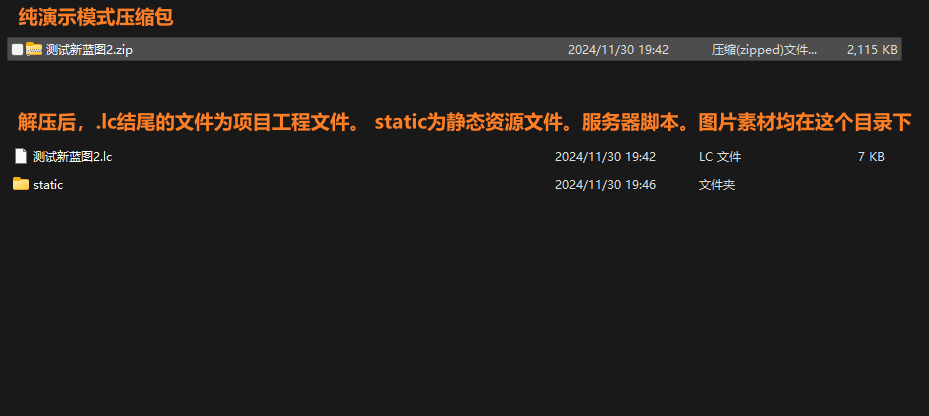 纯演示模式压缩包
测试新蓝图2.zip 2024/11/30 19:42 压缩(zipped)文件... 2,115 KB
解压后，.lc结尾的文件为项目工程文件。 static为静态资源文件。服务器脚本。图片素材均在这个目录下
测试新蓝图2.lc 2024/11/30 19:42 LC 文件 7 KB
static 2024/11/30 19:46 文件夹